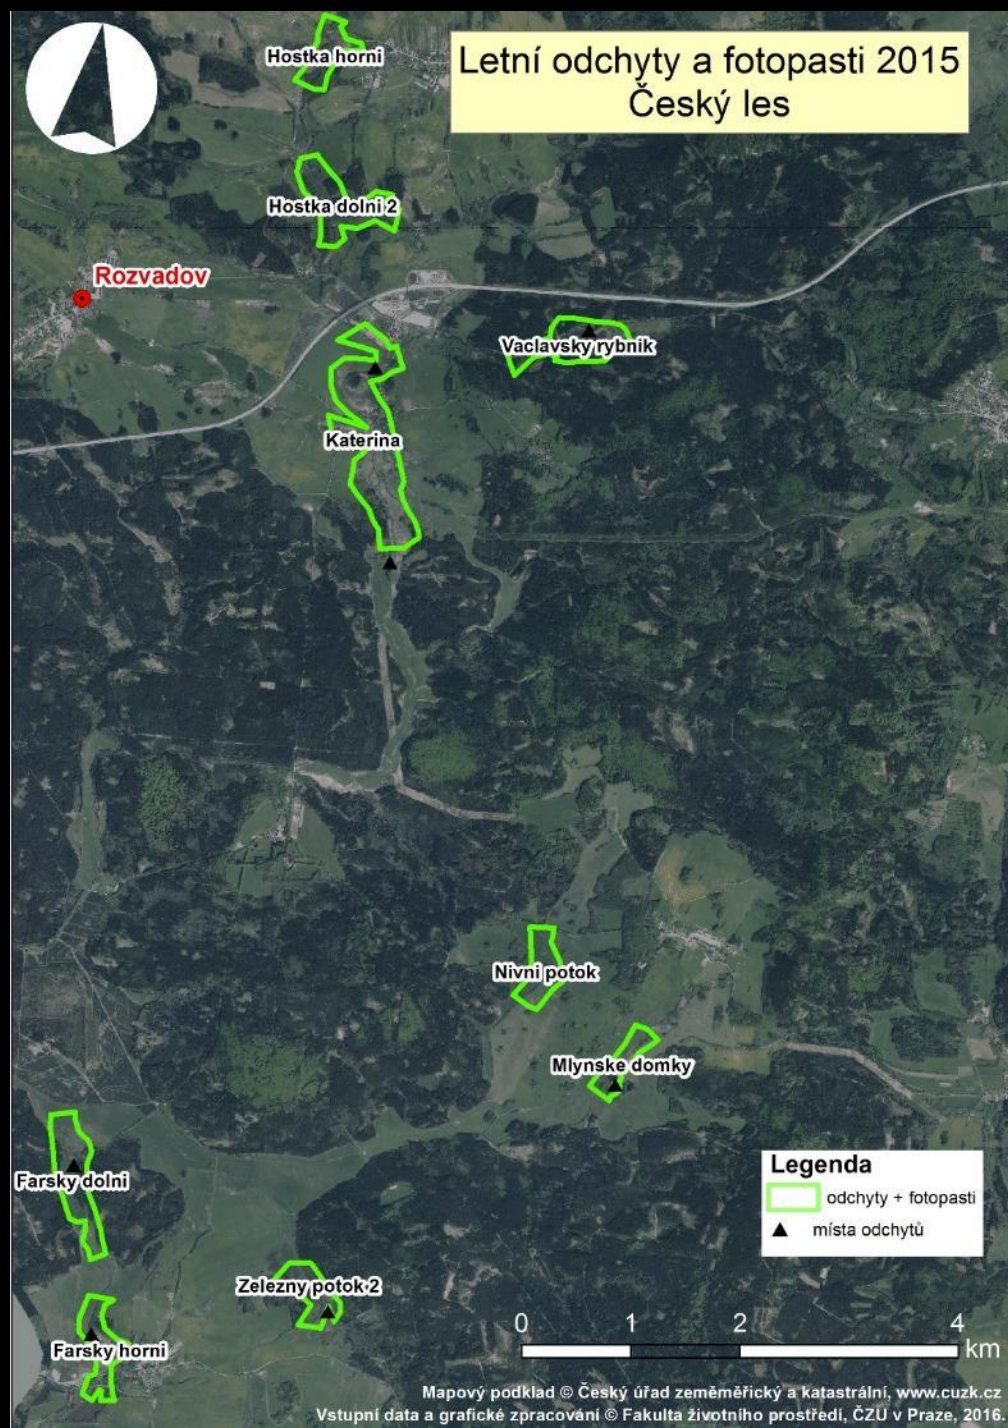 Hostka horni
Letní odchyty a fotopasti 2015
Český les
Hostka dolni 2
Rozvadov
Vaclavsky rybnik
Katerina
Nivni potok
Mlynske domky
Farsky dolni
Zelezny potok 2
Farsky horni
Legenda
odchyty + fotopasti
místa odchytů
0 1 2 4
km
Mapový podklad © Český úřad zeměměřický a katastrální, www.cuzk.cz
Vstupní data a grafické zpracování © Fakulta životního prostředí, ČZU v Praze, 2016